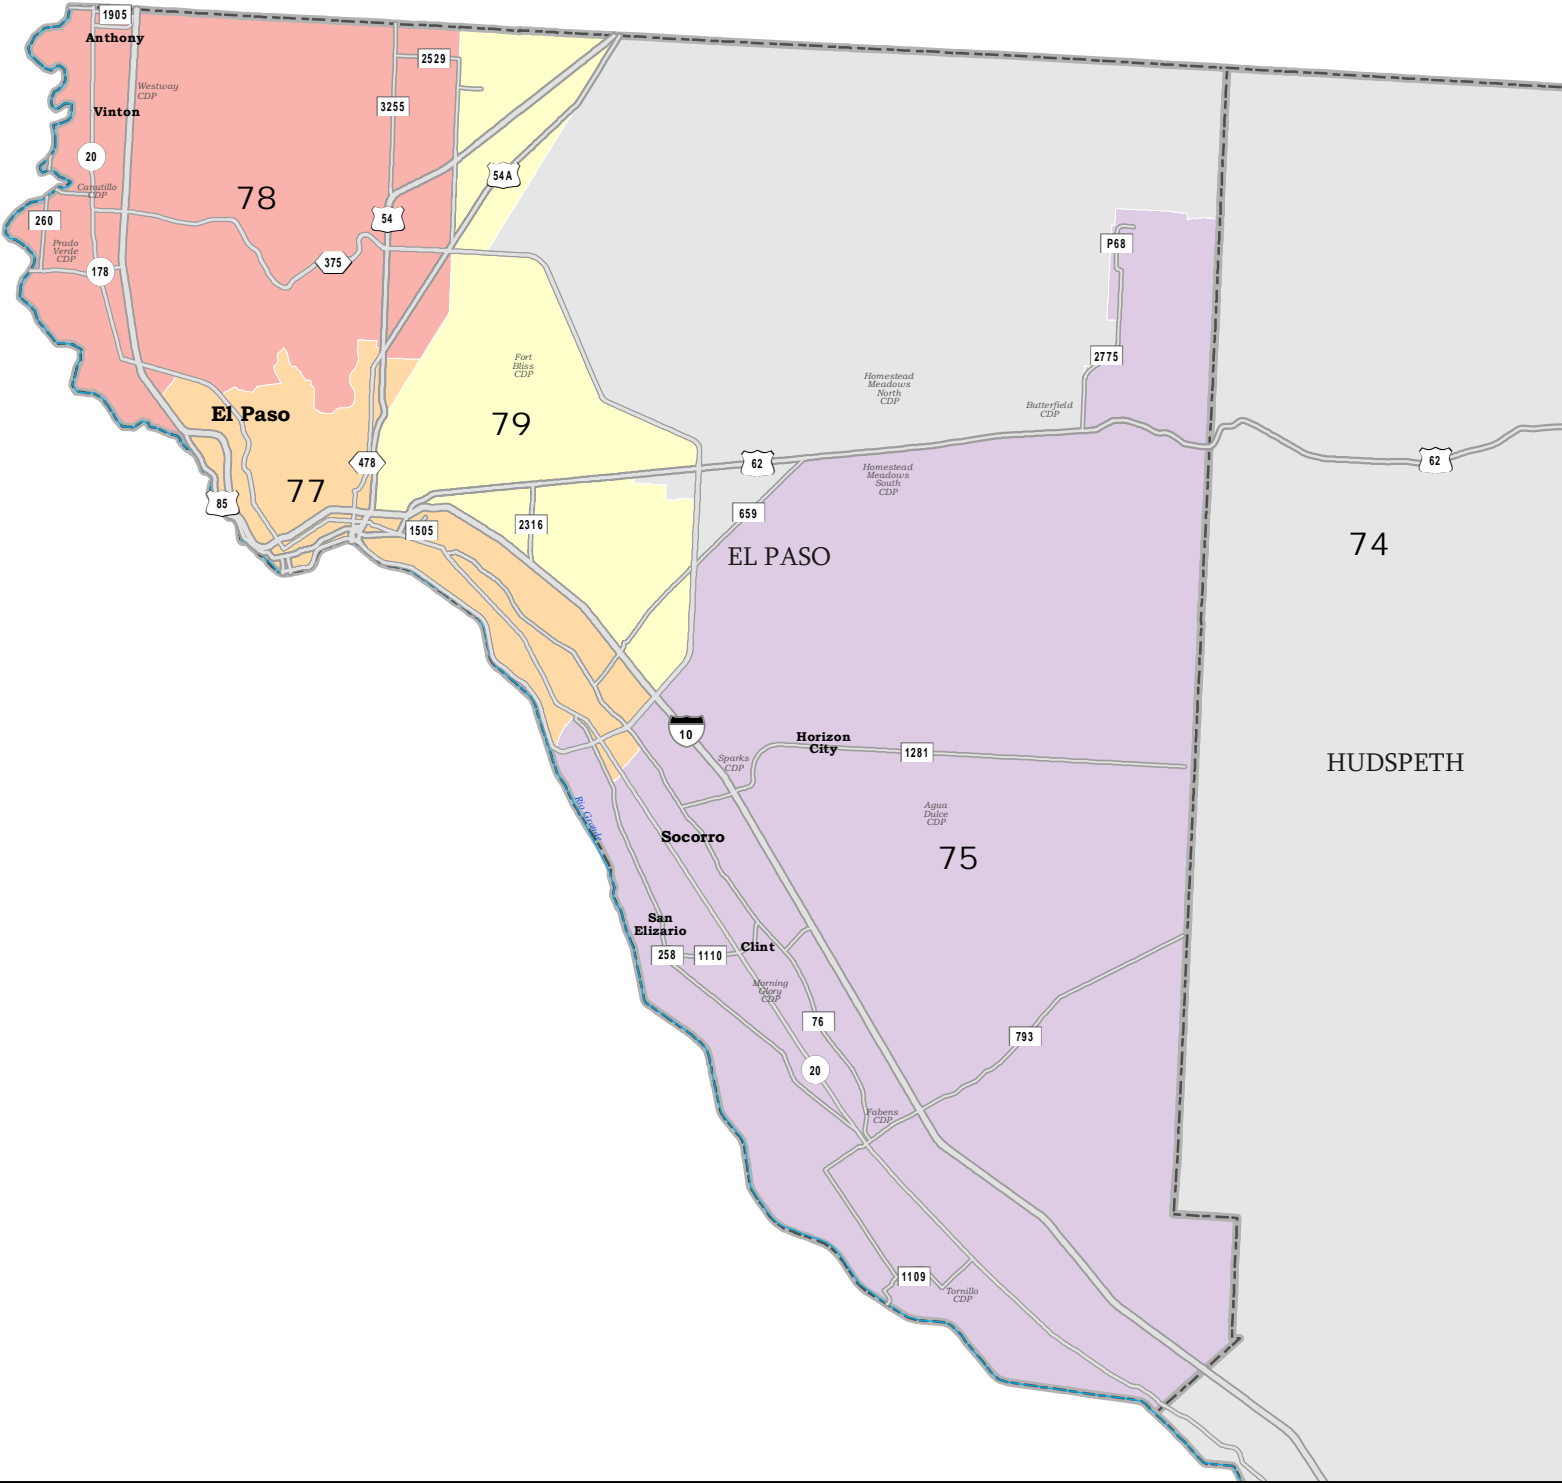 1905
Anthony
2529
Westway
CDP
3255
Vinton
20
54A
Canutillo
CDP
78
260
54
P68
Prado
Verde
CDP
375
178
2775
Fort
Bliss
CDP
Homestead
Meadows
North
CDP
Butterfield
CDP
El Paso
79
478
62
62
Homestead
Meadows
South
CDP
77
85
659
2316
1505
EL PASO
74
10
Horizon
City
1281
Sparks
CDP
HUDSPETH
Rio Grande
Agua
Dulce
CDP
Socorro
75
San
Elizario
258
1110
Clint
Morning
Glory
CDP
76
793
20
Fabens
CDP
1109
Tornillo
CDP